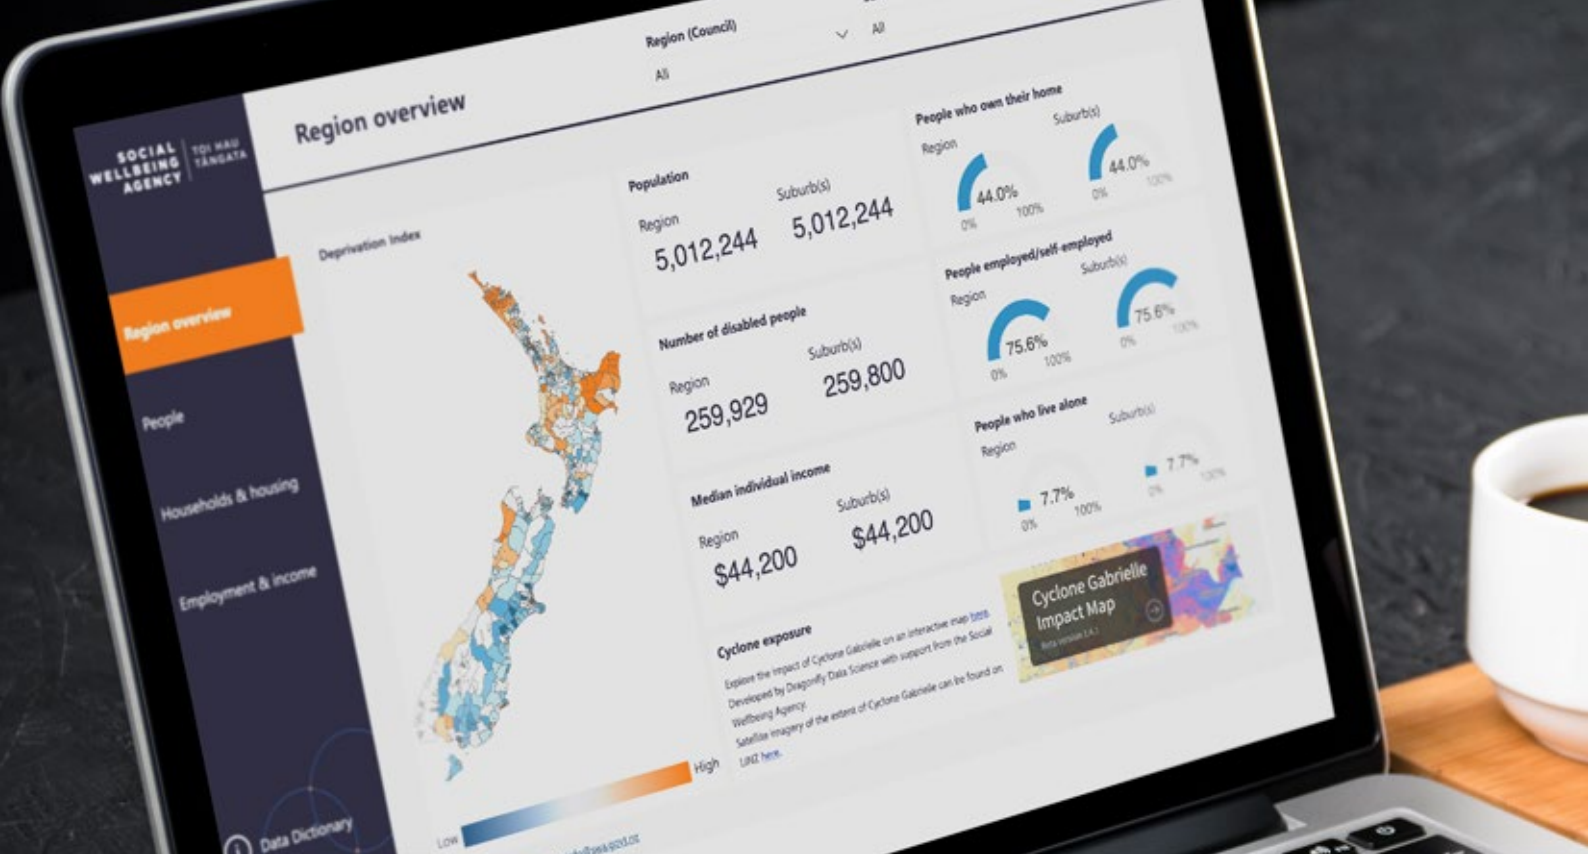 SOCIAL
WELLBEING
AGENCY
TOI HAU
TĀNGATA
Region overview
People
Households & housing
Employment & income
Data Dictionary
Region overview
Region (Council)
All
All
Deprivation Index
Low
High
Population
Region
Suburb(s)
5,012,244
5,012,244
Number of disabled people
Region
Suburb(s)
259,929
259,800
Median individual income
Region
Suburb(s)
$44,200
$44,200
Cyclone exposure
Explore the impact of Cyclone Gabrielle on an interactive map here.
Developed by Dragonfly Data Science with support from the Social
Wellbeing Agency.
Satellite imagery of the extent of Cyclone Gabrielle can be found on
LINZ here.
People who own their home
Region
Suburb(s)
44.0%
0%
100%
44.0%
0%
100%
People employed/self-employed
Region
Suburb(s)
75.6%
0%
100%
75.6%
0%
100%
People who live alone
Region
Suburb(s)
7.7%
0%
100%
7.7%
0%
100%
Cyclone Gabrielle
Impact Map